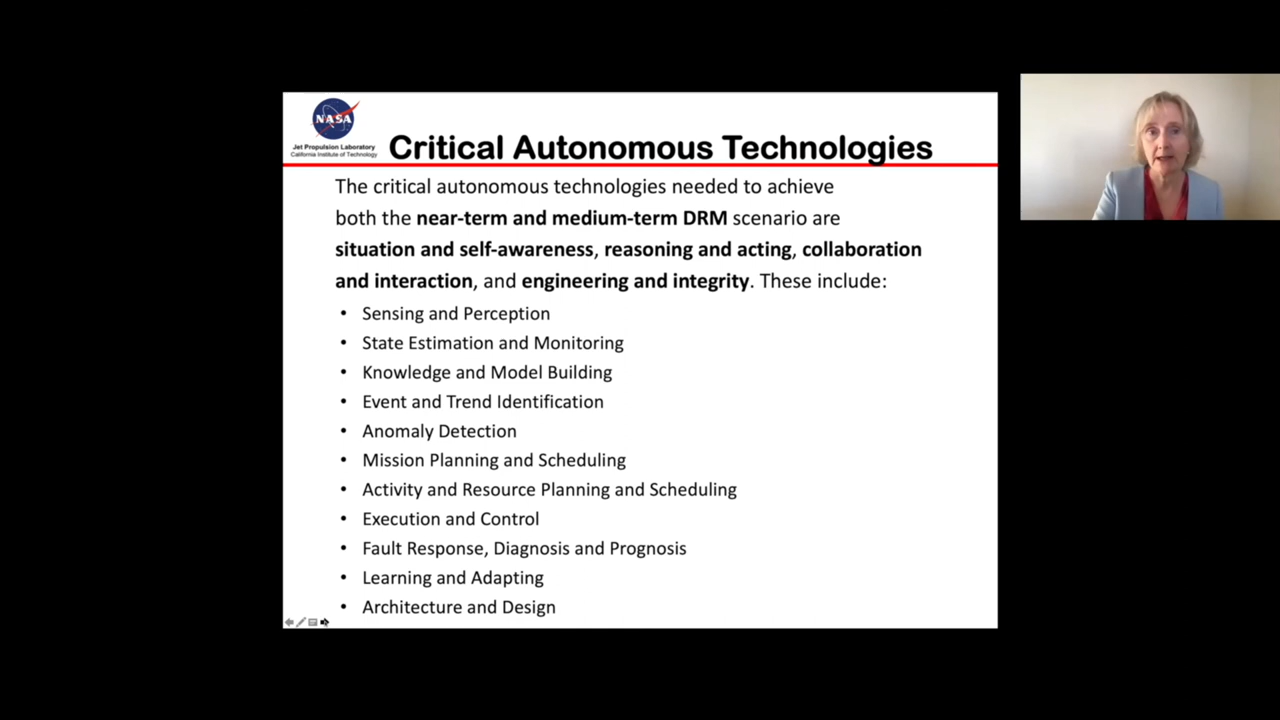 NASA
Jet Propulsion Laboratory
California Institute of Technology
Critical Autonomous Technologies
The critical autonomous technologies needed to achieve
both the near-term and medium-term DRM scenario are
situation and self-awareness, reasoning and acting, collaboration
and interaction, and engineering and integrity. These include:
• Sensing and Perception
• State Estimation and Monitoring
• Knowledge and Model Building
• Event and Trend Identification
• Anomaly Detection
• Mission Planning and Scheduling
• Activity and Resource Planning and Scheduling
• Execution and Control
• Fault Response, Diagnosis and Prognosis
• Learning and Adapting
• Architecture and Design